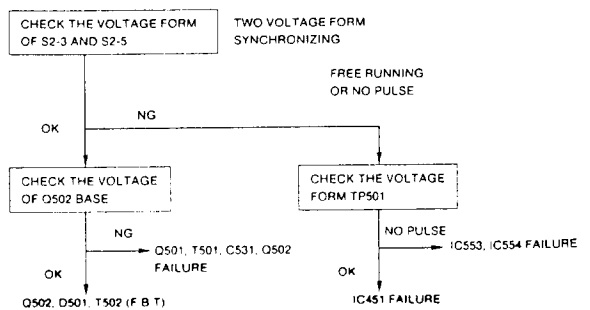 CHECK THE VOLTAGE FORM
OF S2-3 AND S2-5
TWO VOLTAGE FORM
SYNCHRONIZING
FREE RUNNING
OR NO PULSE
NG
OK
CHECK THE VOLTAGE
OF Q502 BASE
CHECK THE VOLTAGE
FORM TP501
NG
Q501, T501, C531, Q502
FAILURE
NO PULSE
IC553, IC554 FAILURE
OK
OK
Q502, D501, T502 (F B T)
IC451 FAILURE